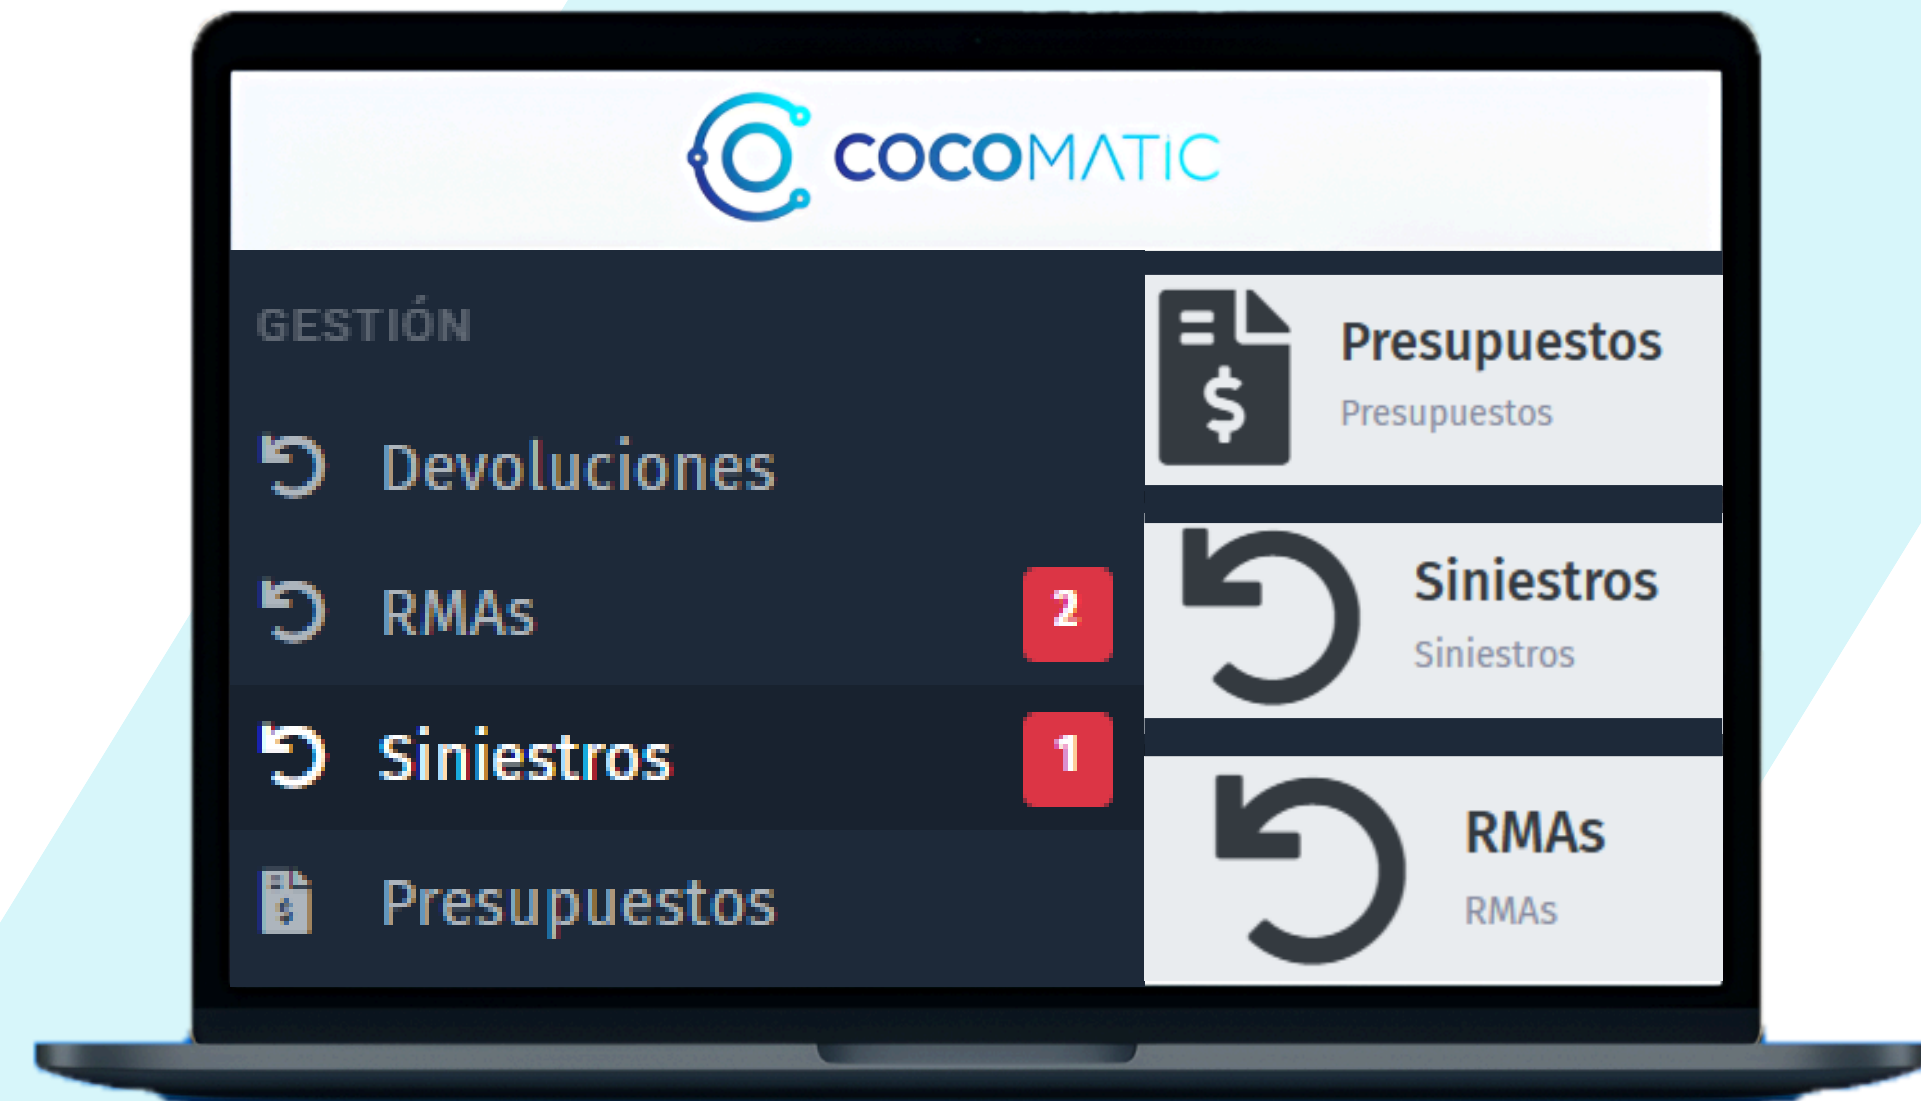 COCOMATiC
GESTIÓN
Devoluciones
RMAs
2
Siniestros
1
Presupuestos
Presupuestos
Presupuestos
Siniestros
Siniestros
RMAs
RMAs